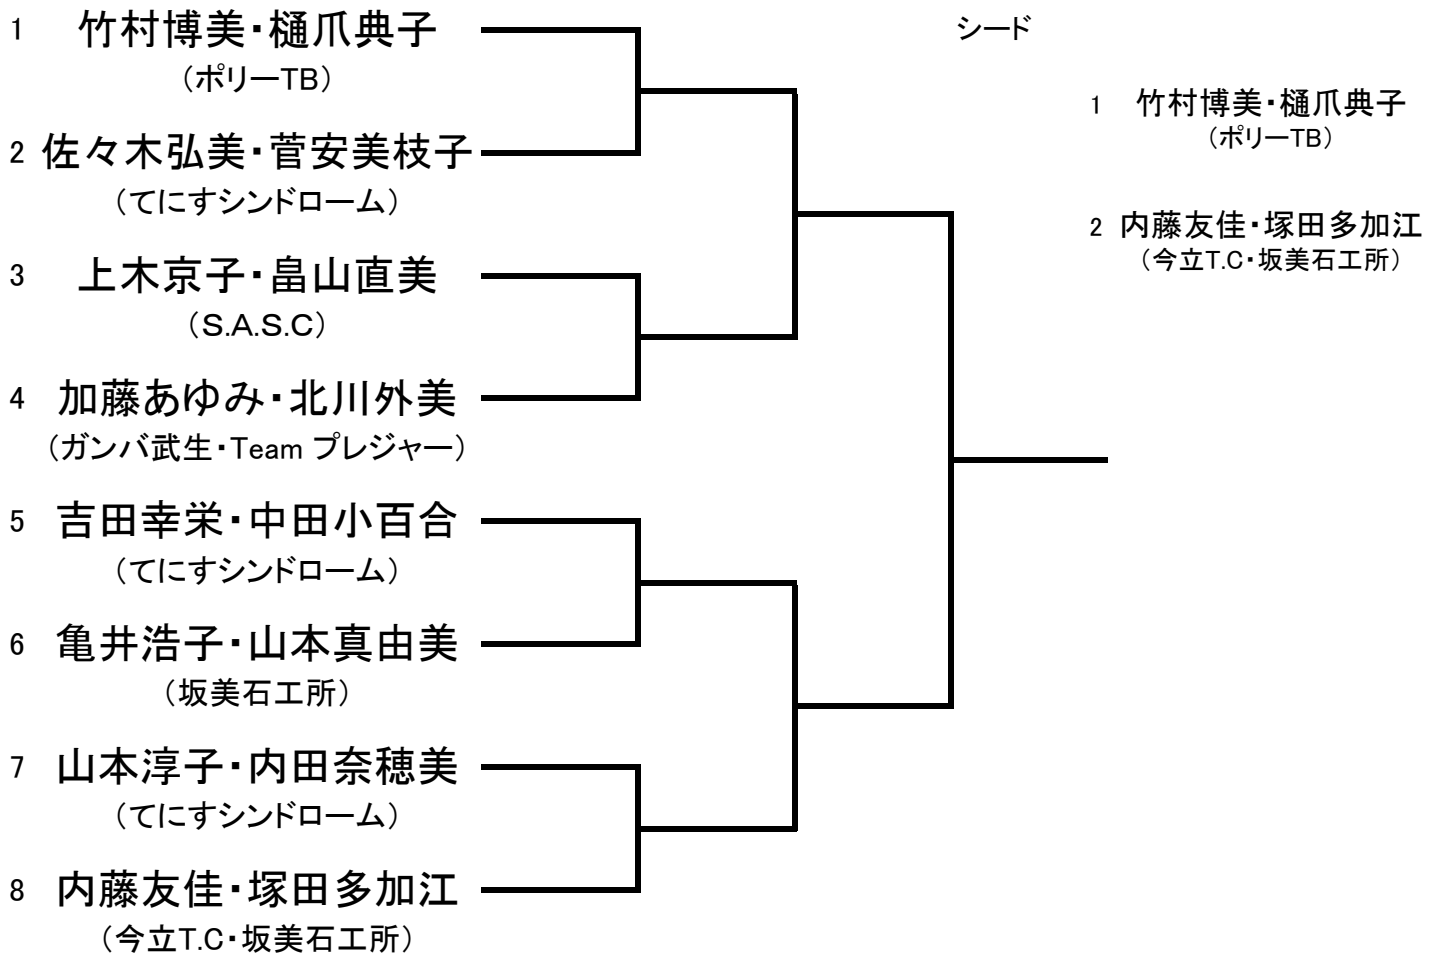 1 竹村博美・樋爪典子
（ポリーTB）
2 佐々木弘美・菅安美枝子
（てにすシンドローム）
3 上木京子・畠山直美
（S.A.S.C）
4 加藤あゆみ・北川外美
（ガンバ武生・Team プレジャー）
5 吉田幸栄・中田小百合
（てにすシンドローム）
6 亀井浩子・山本真由美
（坂美石工所）
7 山本淳子・内田奈穂美
（てにすシンドローム）
8 内藤友佳・塚田多加江
（今立T.C・坂美石工所）
シード
1 竹村博美・樋爪典子
（ポリーTB）
2 内藤友佳・塚田多加江
（今立T.C・坂美石工所）